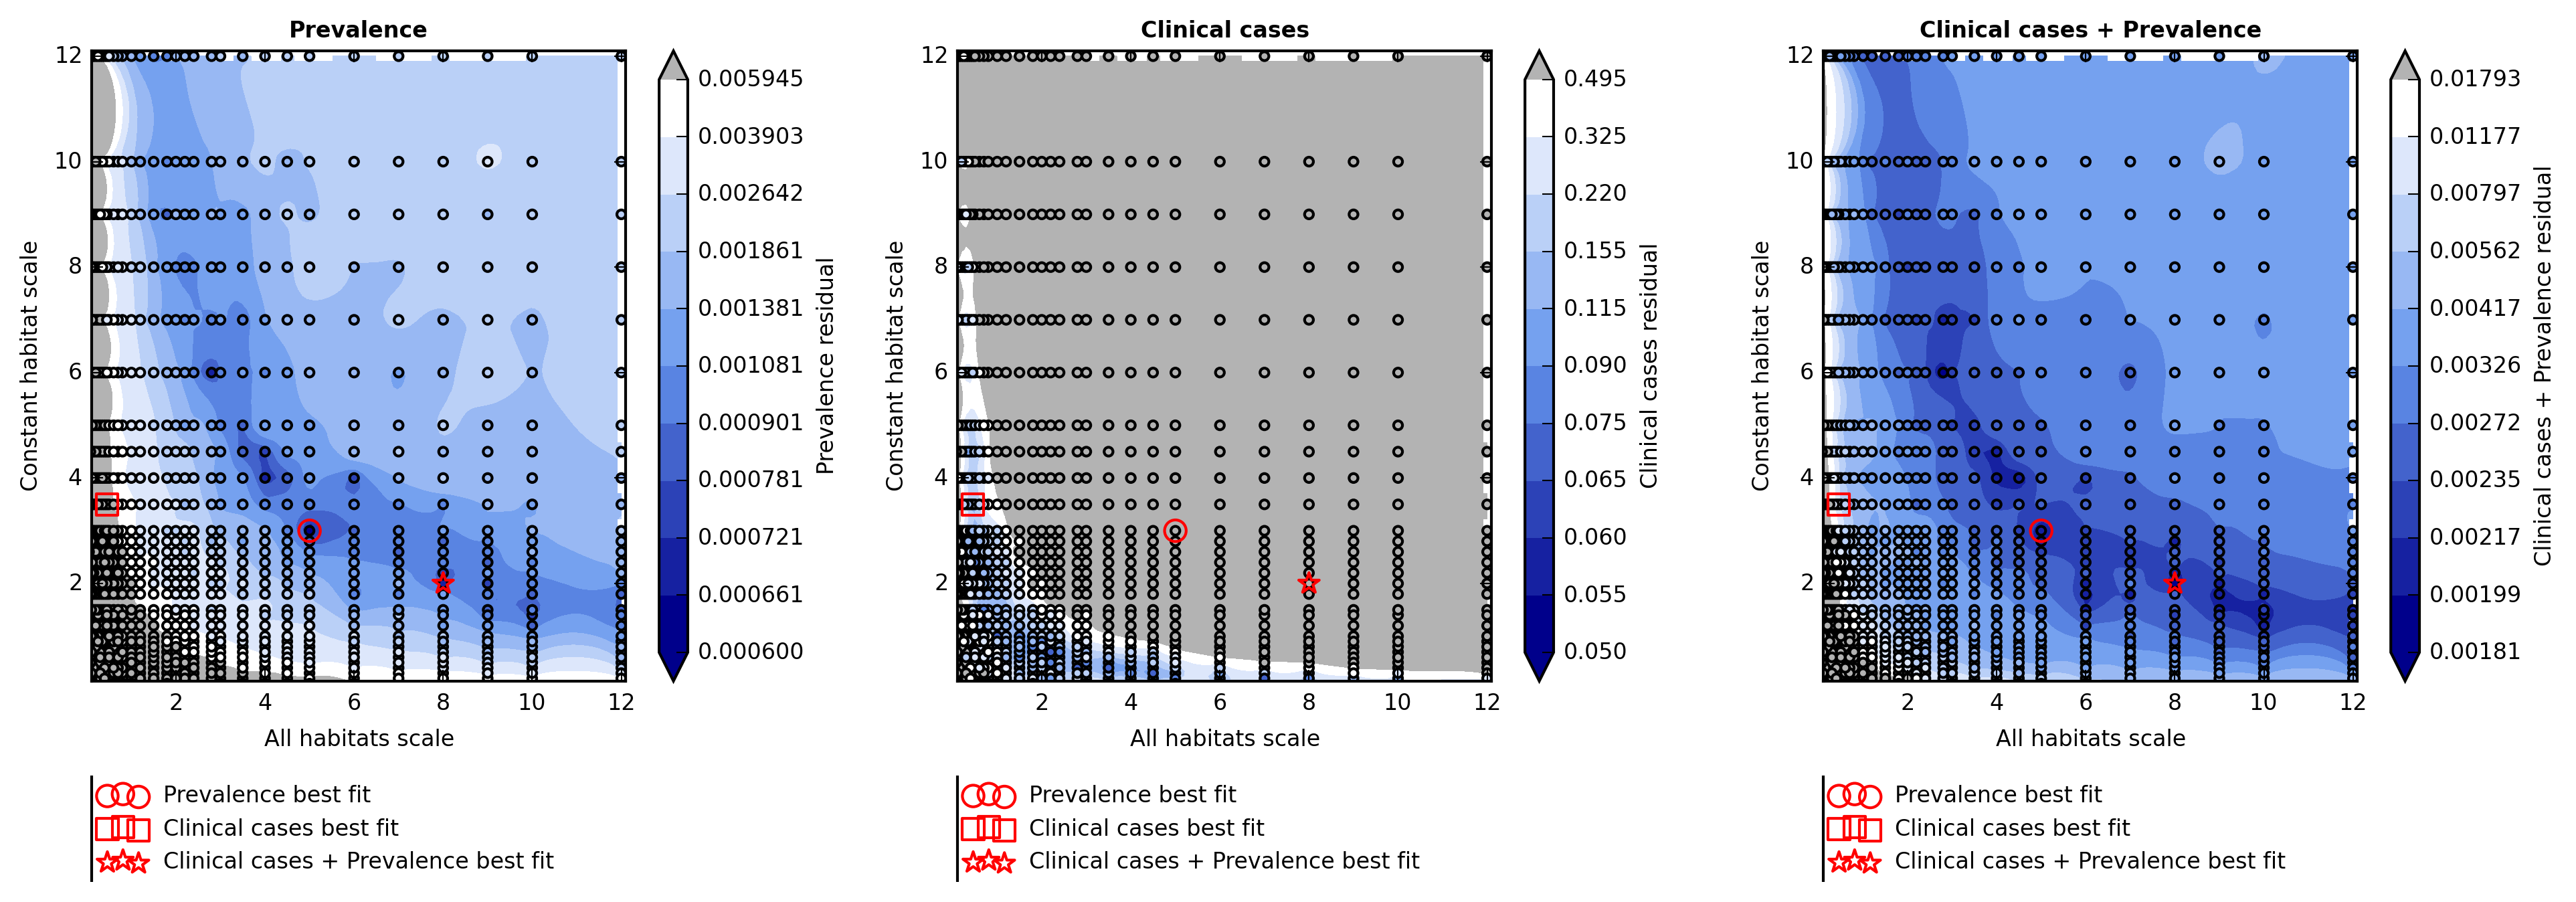 Prevalence
12
10
8
6
4
2
2 4 6 8 10 12
Constant habitat scale
All habitats scale
0.005945
0.003903
0.002642
0.001861
0.001381
0.001081
0.000901
0.000781
0.000721
0.000661
0.000600
Prevalence residual
Prevalence best fit
Clinical cases best fit
Clinical cases + Prevalence best fit
Clinical cases
12
10
8
6
4
2
2 4 6 8 10 12
Constant habitat scale
All habitats scale
0.495
0.325
0.220
0.155
0.115
0.090
0.075
0.065
0.060
0.055
0.050
Clinical cases residual
Prevalence best fit
Clinical cases best fit
Clinical cases + Prevalence best fit
Clinical cases + Prevalence
12
10
8
6
4
2
2 4 6 8 10 12
Constant habitat scale
All habitats scale
0.01793
0.01177
0.00797
0.00562
0.00417
0.00326
0.00272
0.00235
0.00217
0.00199
0.00181
Clinical cases + Prevalence residual
Prevalence best fit
Clinical cases best fit
Clinical cases + Prevalence best fit